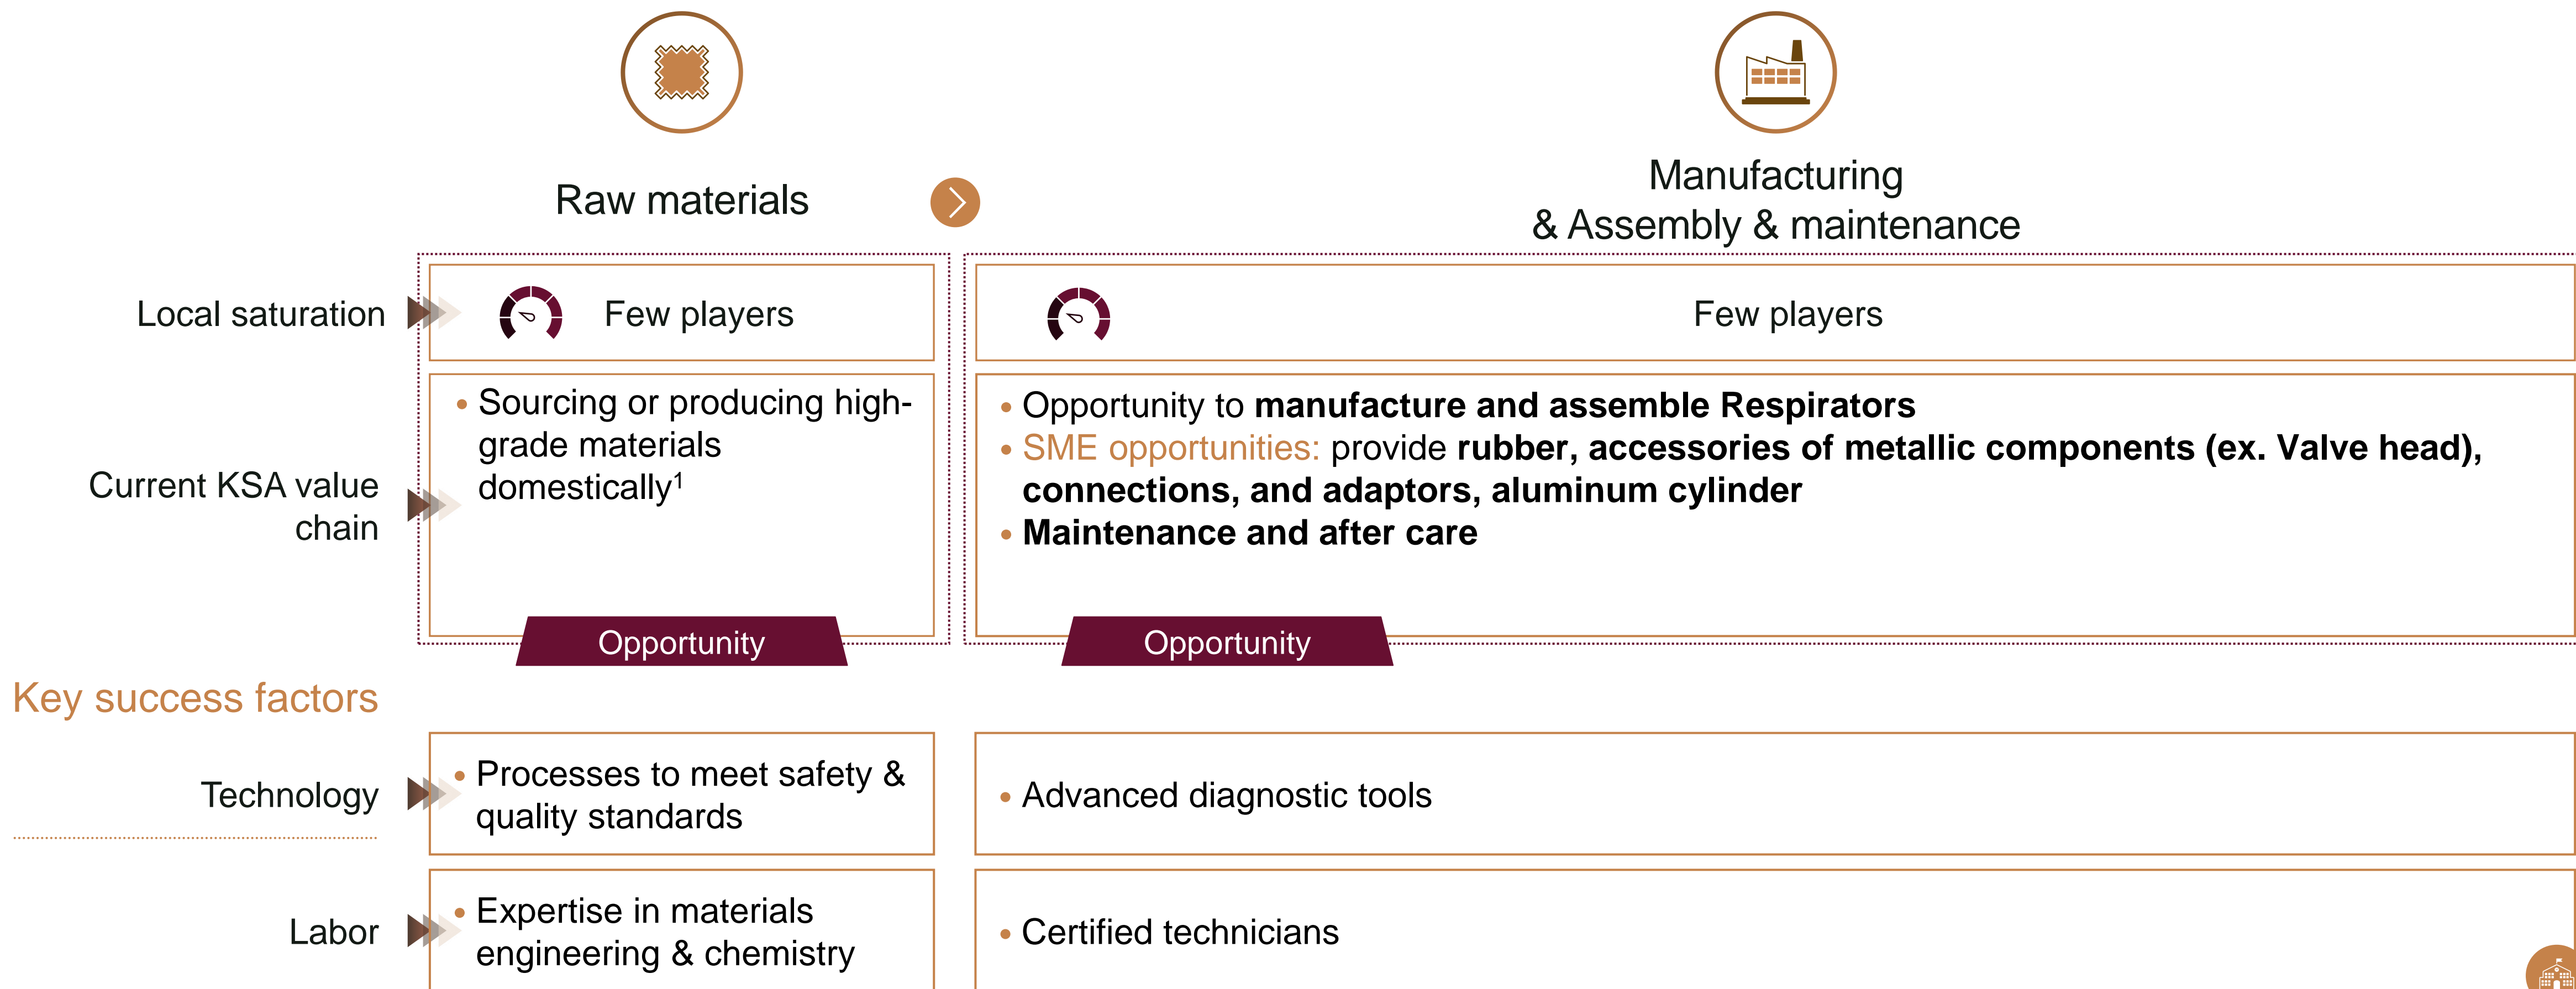 Raw materials
Manufacturing
& Assembly & maintenance
Local saturation
Few players
Few players
Current KSA value
chain
• Sourcing or producing high-
grade materials
domestically¹
• Opportunity to manufacture and assemble Respirators
• SME opportunities: provide rubber, accessories of metallic components (ex. Valve head),
connections, and adaptors, aluminum cylinder
• Maintenance and after care
Opportunity
Opportunity
Key success factors
Technology
• Processes to meet safety &
quality standards
• Advanced diagnostic tools
Labor
• Expertise in materials
engineering & chemistry
• Certified technicians